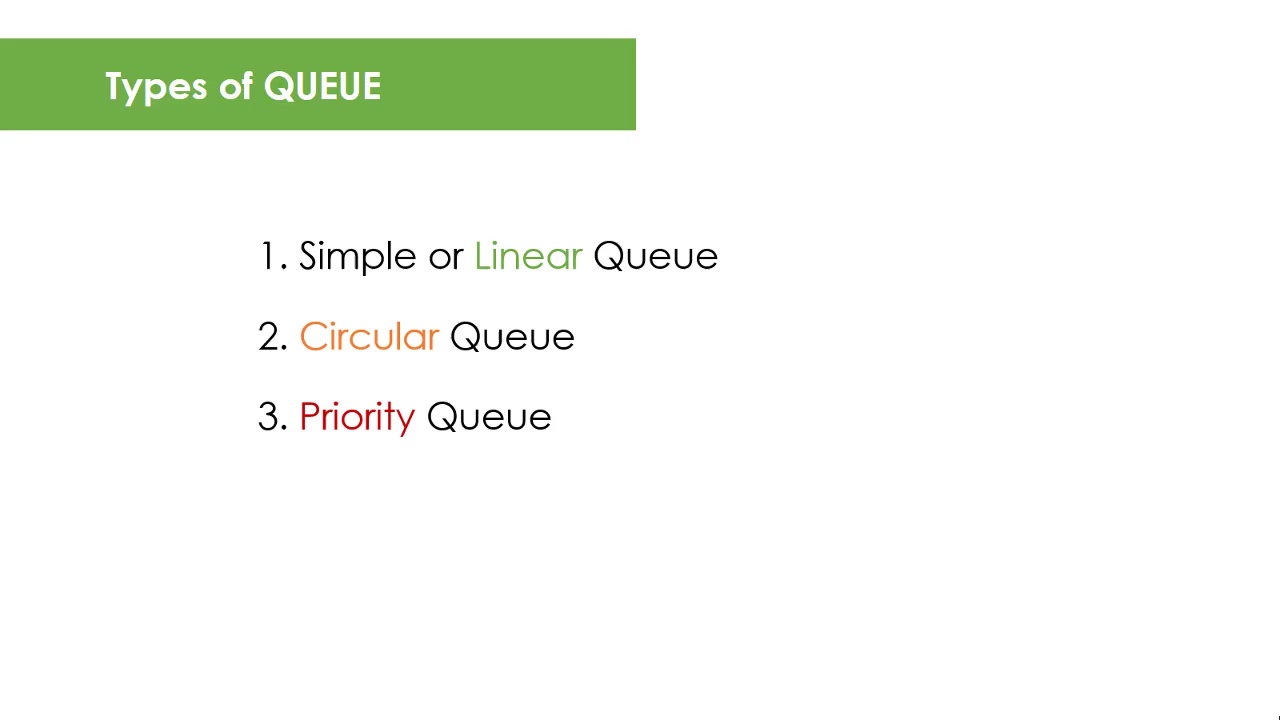 Types of QUEUE
1. Simple or Linear Queue
2. Circular Queue
3. Priority Queue